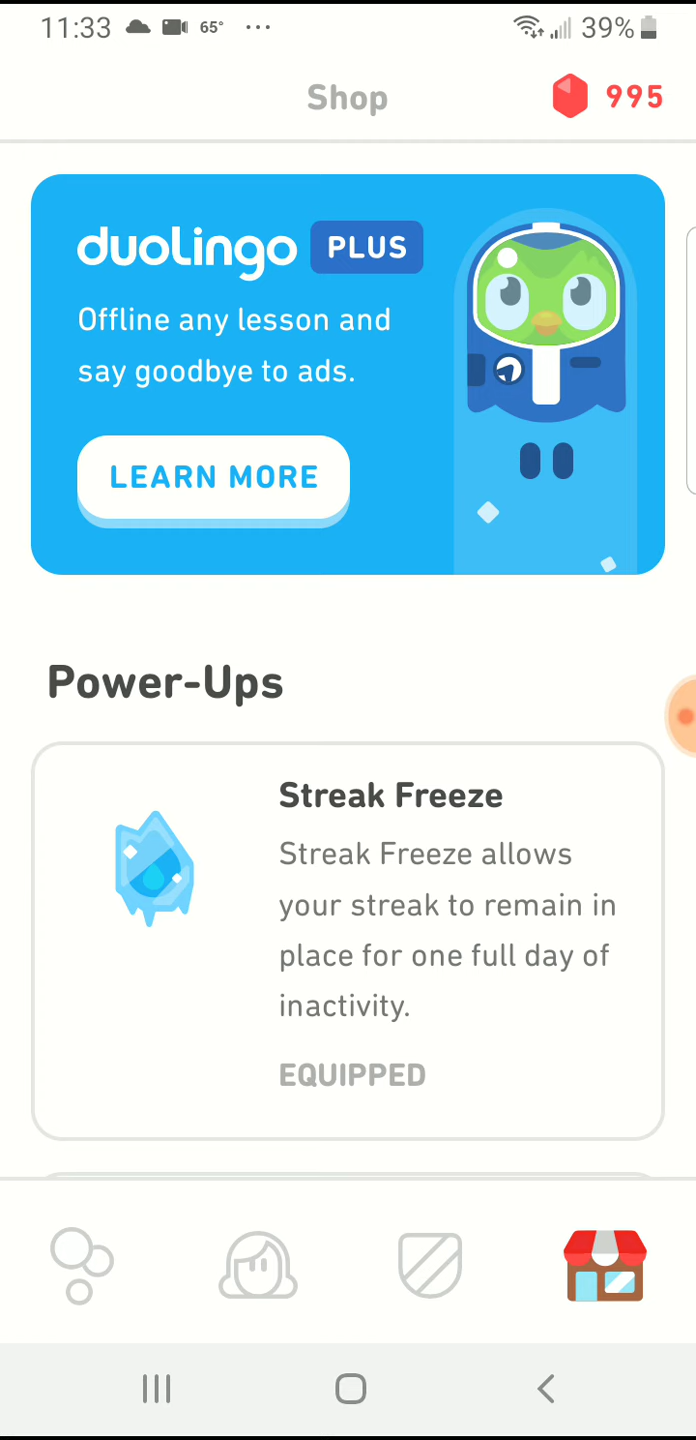 11:33 65° ... 39%
Shop 995
duolingo PLUS
Offline any lesson and
say goodbye to ads.
LEARN MORE
Power-Ups
Streak Freeze
Streak Freeze allows
your streak to remain in
place for one full day of
inactivity.
EQUIPPED